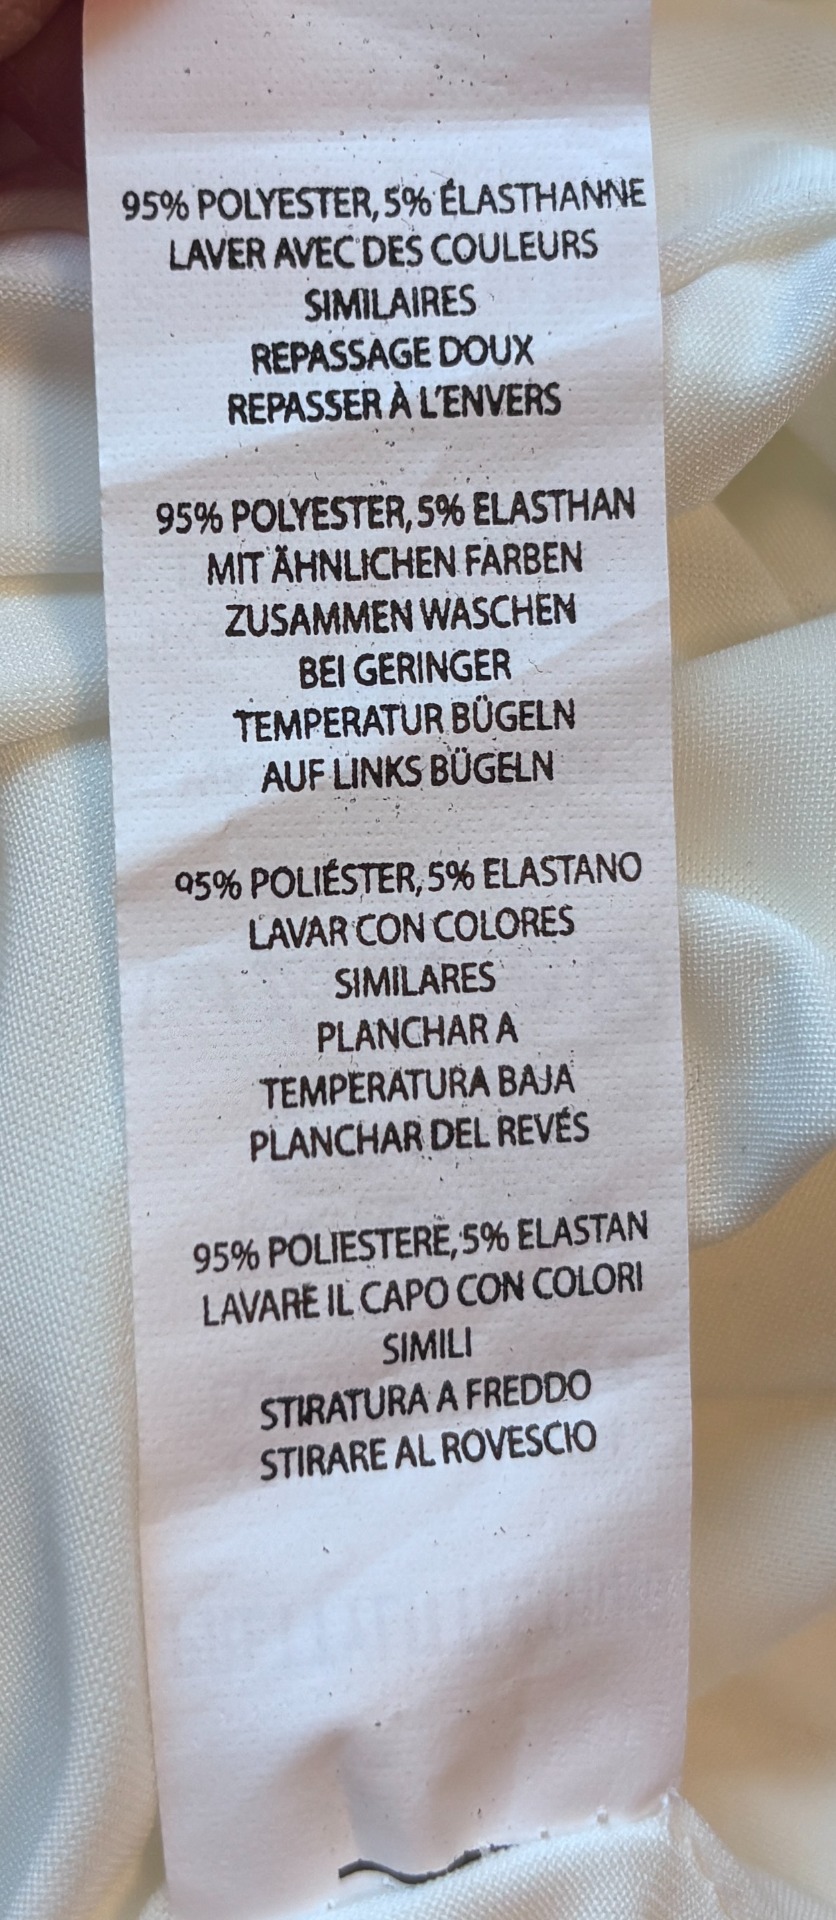 95% POLYESTER, 5% ÉLASTHANNE
LAVER AVEC DES COULEURS
SIMILAIRES
REPASSAGE DOUX
REPASSER À L'ENVERS
95% POLYESTER, 5% ELASTHAN
MIT ÄHNLICHEN FARBEN
ZUSAMMEN WASCHEN
BEI GERINGER
TEMPERATUR BÜGELN
AUF LINKS BÜGELN
95% POLIÉSTER, 5% ELASTANO
LAVAR CON COLORES
SIMILARES
PLANCHAR A
TEMPERATURA BAJA
PLANCHAR DEL REVÉS
95% POLIESTERE, 5% ELASTAN
LAVARE IL CAPO CON COLORI
SIMILI
STIRATURA A FREDDO
STIRARE AL ROVESCIO